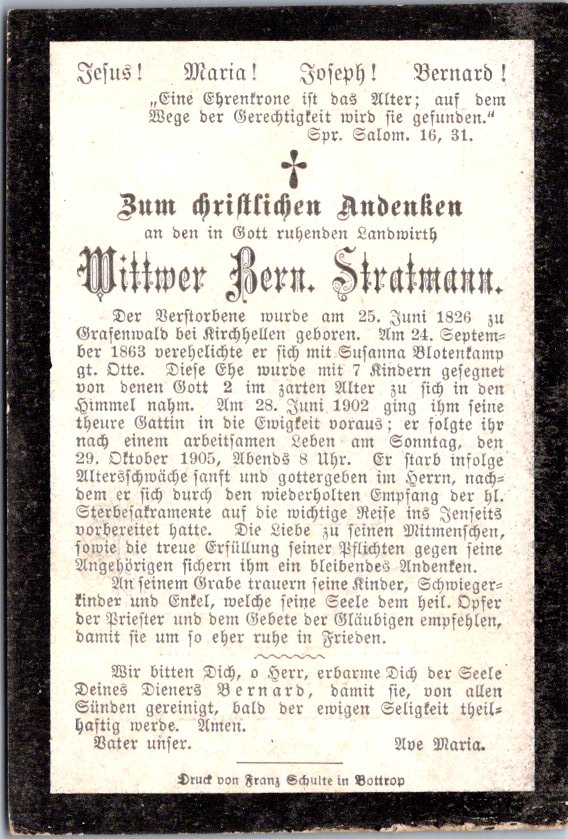 Jesus! Maria! Joseph! Bernard!
„Eine Ehrenkrone ist das Alter; auf dem
Wege der Gerechtigkeit wird sie gefunden.“
Spr. Salom. 16, 31.
Zum christlichen Andenken
an den in Gott ruhenden Landwirth
Wittwer Bern. Stratmann.
Der Verstorbene wurde am 25. Juni 1826 zu
Grafenwald bei Kirchhellen geboren. Am 24. Septem-
ber 1863 verehelichte er sich mit Susanna Blotenkamp
gt. Otte. Diese Ehe wurde mit 7 Kindern gesegnet
von denen Gott 2 im zarten Alter zu sich in den
Himmel nahm. Am 28. Juni 1902 ging ihm seine
theure Gattin in die Ewigkeit voraus; er folgte ihr
nach einem arbeitsamen Leben am Sonntag, den
29. Oktober 1905, Abends 8 Uhr. Er starb infolge
Altersschwäche sanft und gottergeben im Herrn, nach-
dem er sich durch den wiederholten Empfang der hl.
Sterbesakramente auf die wichtige Reise ins Jenseits
vorbereitet hatte. Die Liebe zu seinen Mitmenschen,
sowie die treue Erfüllung seiner Pflichten gegen seine
Angehörigen sichern ihm ein bleibendes Andenken.
An seinem Grabe trauern seine Kinder, Schwieger-
kinder und Enkel, welche seine Seele dem heil. Opfer
der Priester und dem Gebete der Gläubigen empfehlen,
damit sie um so eher ruhe in Frieden.
Wir bitten Dich, o Herr, erbarme Dich der Seele
Deines Dieners Bernard, damit sie, von allen
Sünden gereinigt, bald der ewigen Seligkeit theil-
haftig werde. Amen.
Vater unser. Ave Maria.
Druck von Franz Schulte in Bottrop